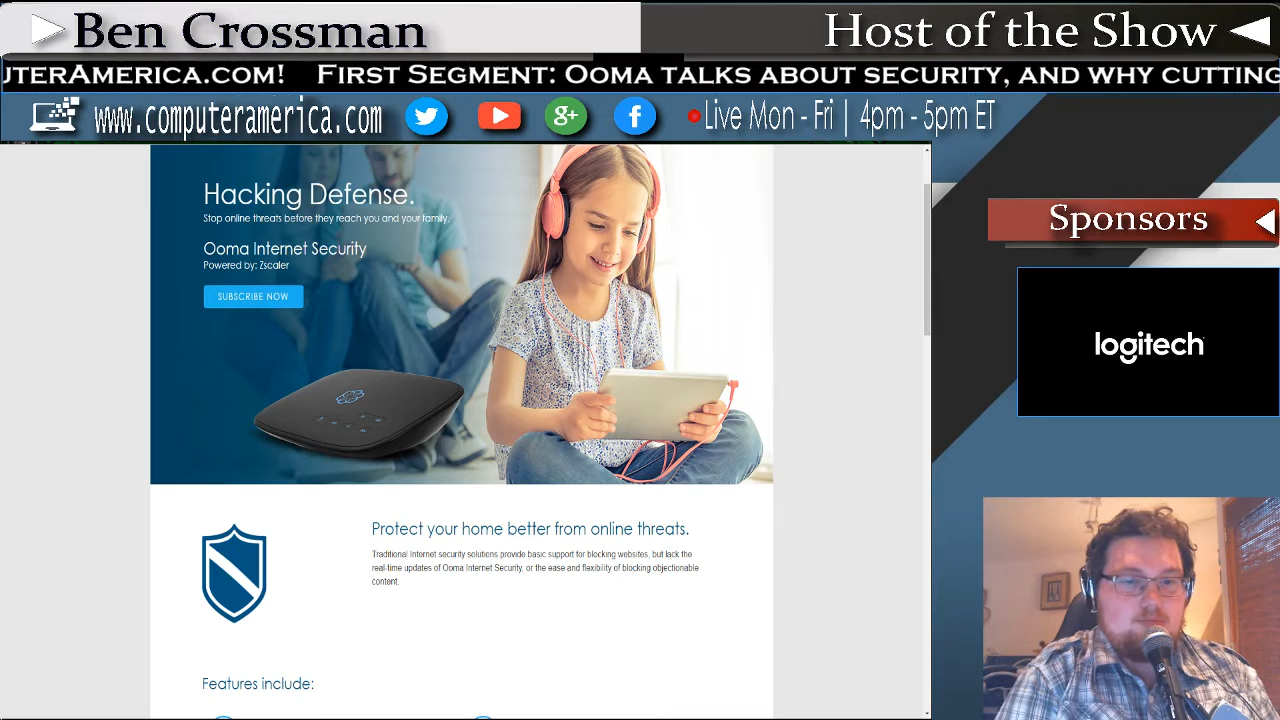 Ben Crossman
Host of the Show
UTERAMERICA.COM! FIRST SEGMENT: OOMA TALKS ABOUT SECURITY, AND WHY CUTTING
www.computeramerica.com
Live Mon - Fri | 4pm - 5pm ET
Hacking Defense.
Stop online threats before they reach you and your family.
Ooma Internet Security
Powered by: Zscaler
SUBSCRIBE NOW
Sponsors
logitech
Protect your home better from online threats.
Traditional Internet security solutions provide basic support for blocking websites, but lack the
real-time updates of Ooma Internet Security, or the ease and flexibility of blocking objectionable
content.
Features include: